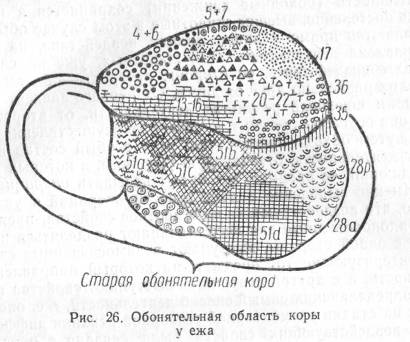 5+7
4+6
17
36
13-16
20-22
35
51b
51a
51c
28p
51d
28a
Старая обонятельная кора
Рис. 26. Обонятельная область коры
у ежа